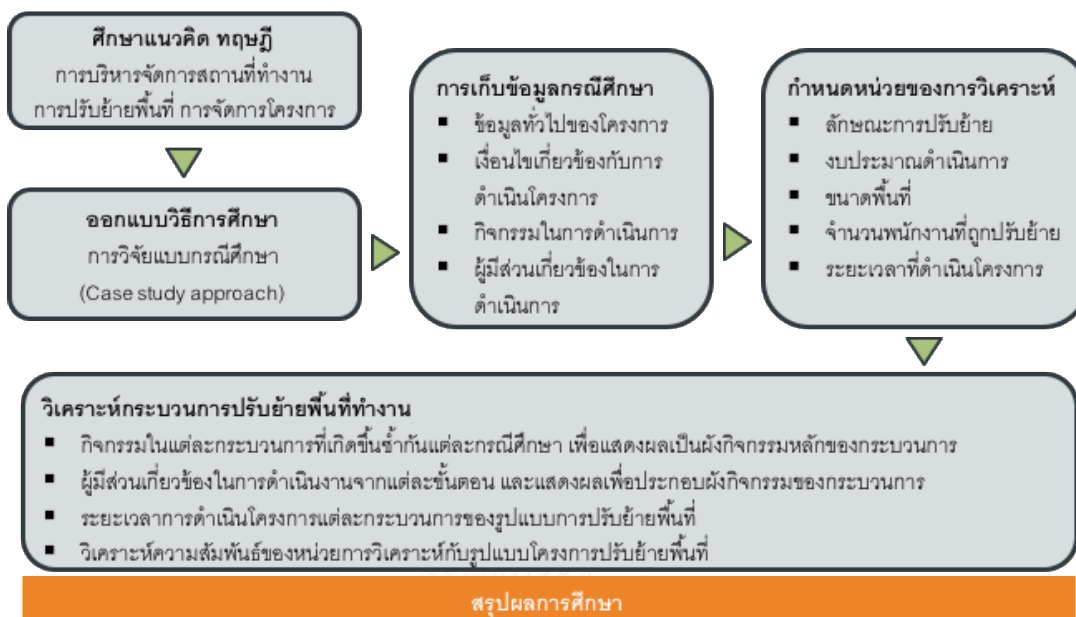 ศึกษาแนวคิด ทฤษฎี
การบริหารจัดการสถานที่ทำงาน
การปรับย้ายพื้นที่ การจัดการโครงการ
ออกแบบวิธีการศึกษา
การวิจัยแบบกรณีศึกษา
(Case study approach)
การเก็บข้อมูลกรณีศึกษา
▪ ข้อมูลทั่วไปของโครงการ
▪ เงื่อนไขเกี่ยวข้องกับการ
ดำเนินโครงการ
▪ กิจกรรมในการดำเนินการ
▪ ผู้มีส่วนเกี่ยวข้องในการ
ดำเนินการ
กำหนดหน่วยของการวิเคราะห์
▪ ลักษณะการปรับย้าย
▪ งบประมาณดำเนินการ
▪ ขนาดพื้นที่
▪ จำนวนพนักงานที่ถูกปรับย้าย
▪ ระยะเวลาที่ดำเนินโครงการ
วิเคราะห์กระบวนการปรับย้ายพื้นที่ทำงาน
▪ กิจกรรมในแต่ละกระบวนการที่เกิดขึ้นซ้ำกันแต่ละกรณีศึกษา เพื่อแสดงผลเป็นผังกิจกรรมหลักของกระบวนการ
▪ ผู้มีส่วนเกี่ยวข้องในการดำเนินงานจากแต่ละขั้นตอน และแสดงผลเพื่อประกอบผังกิจกรรมของกระบวนการ
▪ ระยะเวลาการดำเนินโครงการแต่ละกระบวนการของรูปแบบการปรับย้ายพื้นที่
▪ วิเคราะห์ความสัมพันธ์ของหน่วยการวิเคราะห์กับรูปแบบโครงการปรับย้ายพื้นที่
สรุปผลการศึกษา